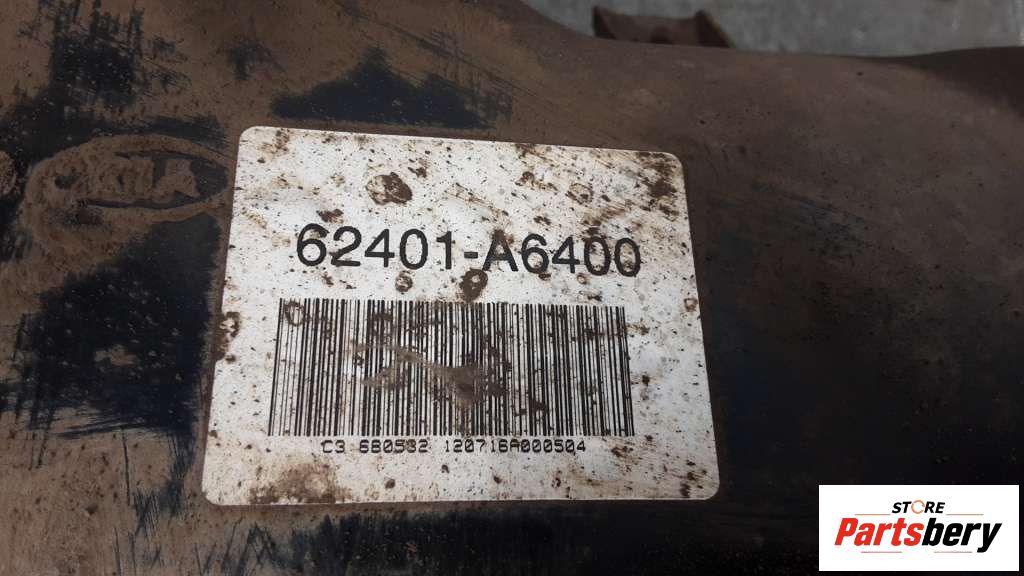 KIA
62401-A6400
C3 680532 120716A000504
STORE
Partsbery